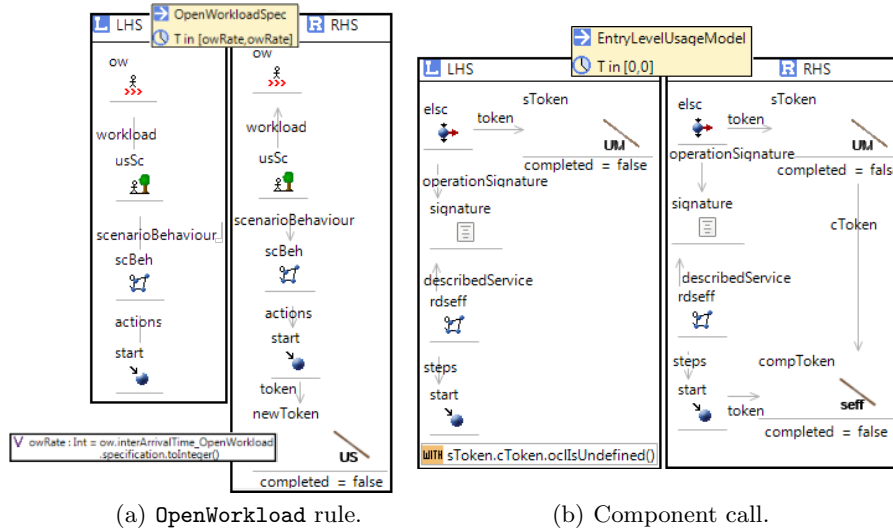 OpenWorkloadSpec
T in [owRate,owRate]
L LHS
R RHS
ow
workload
usSc
scenarioBehaviour
scBeh
actions
start
ow
workload
usSc
scenarioBehaviour
scBeh
actions
start
token
newToken
US
completed = false
V owRate : Int = ow.interArrivalTime_OpenWorkload
.specification.toInteger()
(a) OpenWorkload rule.
EntryLevelUsageModel
T in [0,0]
L LHS
R RHS
elsc
token
sToken
UM
completed = false
operationSignature
signature
describedService
rdseff
steps
start
WITH sToken.cToken.oclIsUndefined()
elsc
token
sToken
UM
completed = false
operationSignature
signature
cToken
describedService
rdseff
steps
start
token
compToken
seff
completed = false
(b) Component call.